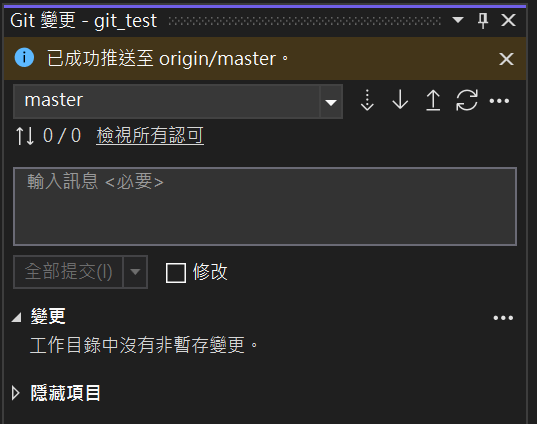 Git 變更 - git_test
已成功推送至 origin/master。
master
0 / 0 檢視所有認可
輸入訊息 <必要>
全部提交(I) 修改
變更
工作目錄中沒有非暫存變更。
隱藏項目